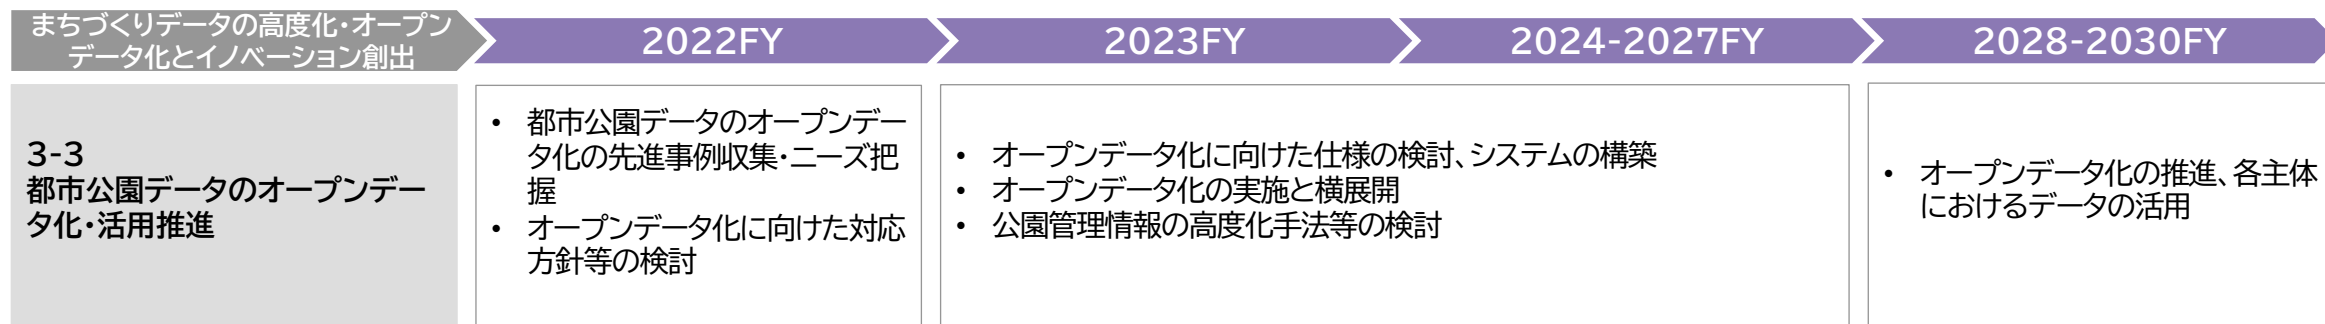 まちづくりデータの高度化・オープン
データ化とイノベーション創出
2022FY
2023FY
2024-2027FY
2028-2030FY
3-3
都市公園データのオープンデー
タ化・活用推進
• 都市公園データのオープンデー
タ化の先進事例収集・ニーズ把
握
• オープンデータ化に向けた対応
方針等の検討
• オープンデータ化に向けた仕様の検討、システムの構築
• オープンデータ化の実施と横展開
• 公園管理情報の高度化手法等の検討
• オープンデータ化の推進、各主体
におけるデータの活用